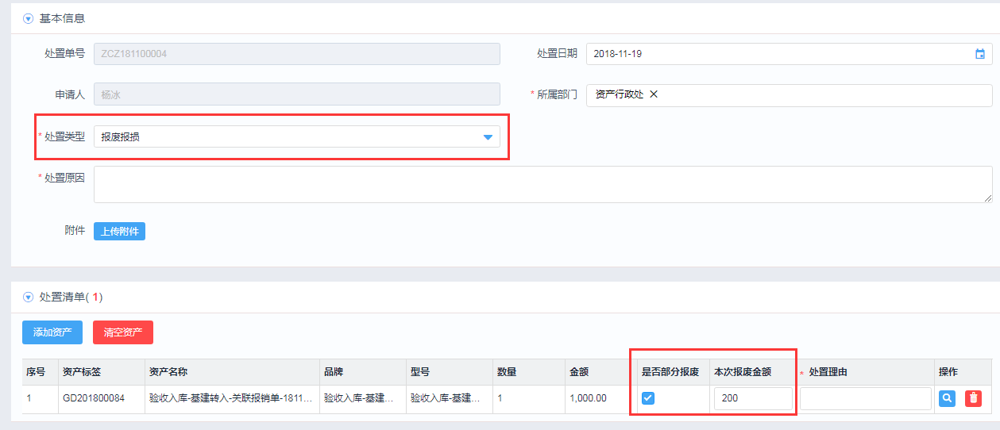 基本信息
处置单号 ZCZ181100004 处置日期 2018-11-19
申请人 杨冰 * 所属部门 资产行政处 ✕
* 处置类型 报废报损
* 处置原因
附件 上传附件
处置清单( 1)
添加资产 清空资产
序号 资产标签 资产名称 品牌 型号 数量 金额 是否部分报废 本次报废金额 * 处置理由 操作
1 GD201800084 验收入库-基建转入-关联报销单-1811... 验收入库-基建... 验收入库-基建... 1 1,000.00 200